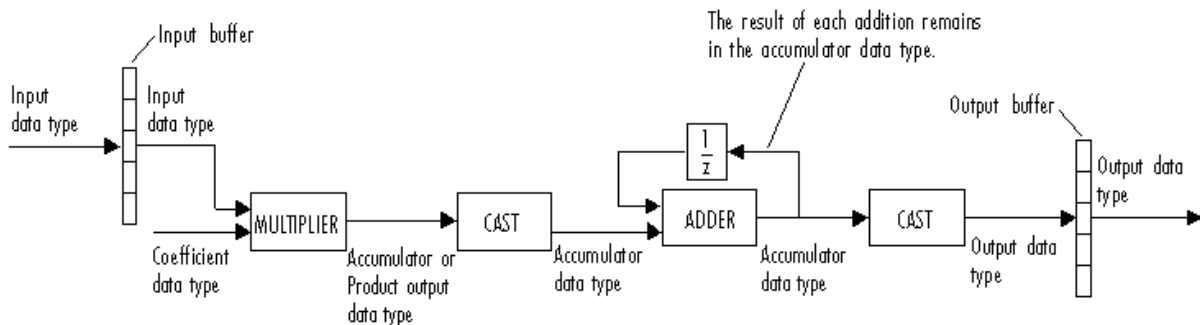 Input buffer
The result of each addition remains
in the accumulator data type.
Input
data type
Input
data type
Output buffer
1
z
Output data
type
MULTIPLIER
CAST
ADDER
CAST
Coefficient
data type
Accumulator or
Product output
data type
Accumulator
data type
Accumulator
data type
Output data
type